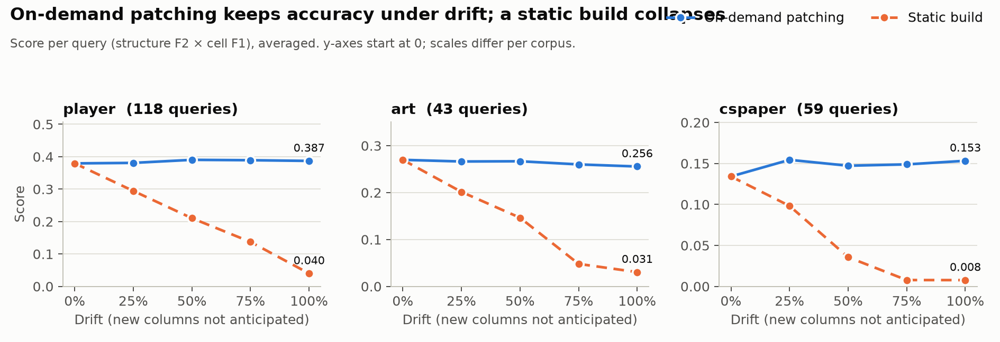 On-demand patching keeps accuracy under drift; a static build collapses
On-demand patching Static build
Score per query (structure F2 × cell F1), averaged. y-axes start at 0; scales differ per corpus.
player (118 queries)
0.5
0.4
0.3
0.2
0.1
0.0
Score
0.387
0.040
0% 25% 50% 75% 100%
Drift (new columns not anticipated)
art (43 queries)
0.3
0.2
0.1
0.0
0.256
0.031
0% 25% 50% 75% 100%
Drift (new columns not anticipated)
cspaper (59 queries)
0.20
0.15
0.10
0.05
0.00
0.153
0.008
0% 25% 50% 75% 100%
Drift (new columns not anticipated)